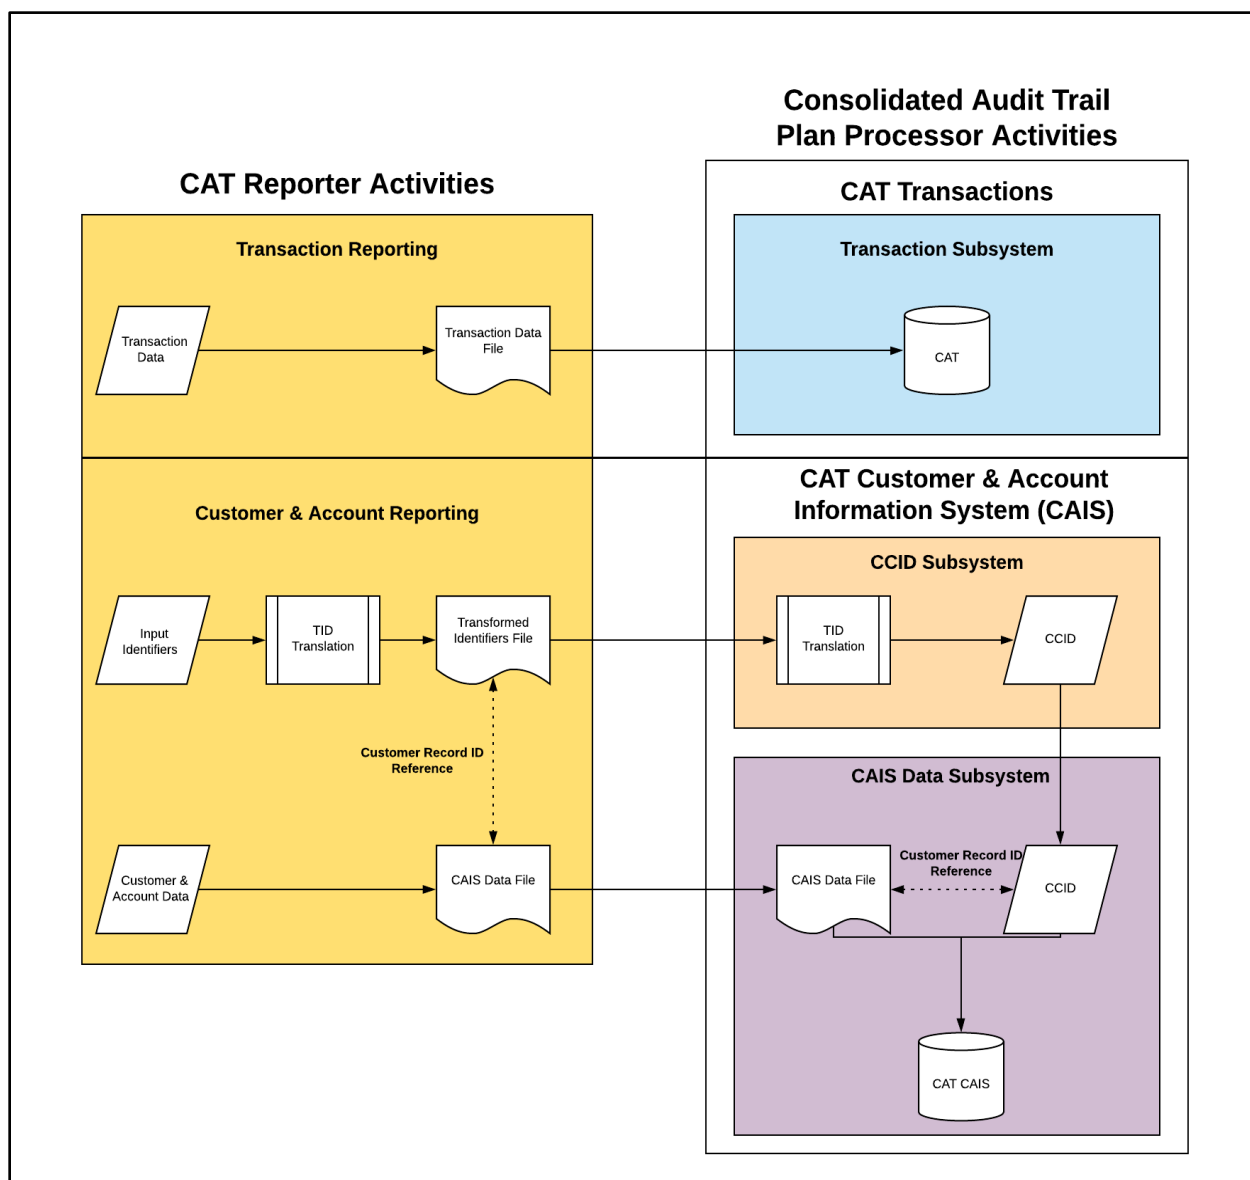 Consolidated Audit Trail
Plan Processor Activities
CAT Reporter Activities
CAT Transactions
Transaction Reporting
Transaction Subsystem
Transaction
Data
Transaction Data
File
CAT
CAT Customer & Account
Information System (CAIS)
Customer & Account Reporting
CCID Subsystem
Input
Identifiers
TID
Translation
Transformed
Identifiers File
TID
Translation
CCID
Customer Record ID
Reference
CAIS Data Subsystem
Customer &
Account Data
CAIS Data File
CAIS Data File
Customer Record ID
Reference
CCID
CAT CAIS